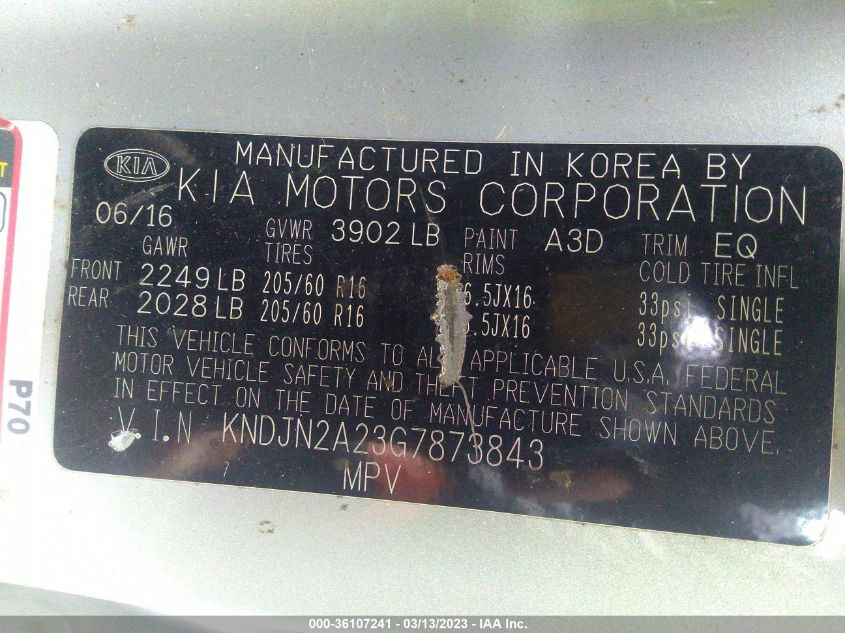 KIA
MANUFACTURED IN KOREA BY
KIA MOTORS CORPORATION
06/16 GVWR 3902 LB PAINT A3D TRIM EQ
GAWR TIRES RIMS COLD TIRE INFL
FRONT 2249 LB 205/60 R16 6.5JX16 33psi SINGLE
REAR 2028 LB 205/60 R16 .5JX16 33psi SINGLE
THIS VEHICLE CONFORMS TO ALL APPLICABLE U.S.A. FEDERAL
MOTOR VEHICLE SAFETY AND THEFT PREVENTION STANDARDS
IN EFFECT ON THE DATE OF MANUFACTURE SHOWN ABOVE.
V.I.N KNDJN2A23G7873843
MPV
P70
000-36107241 - 03/13/2023 - IAA Inc.